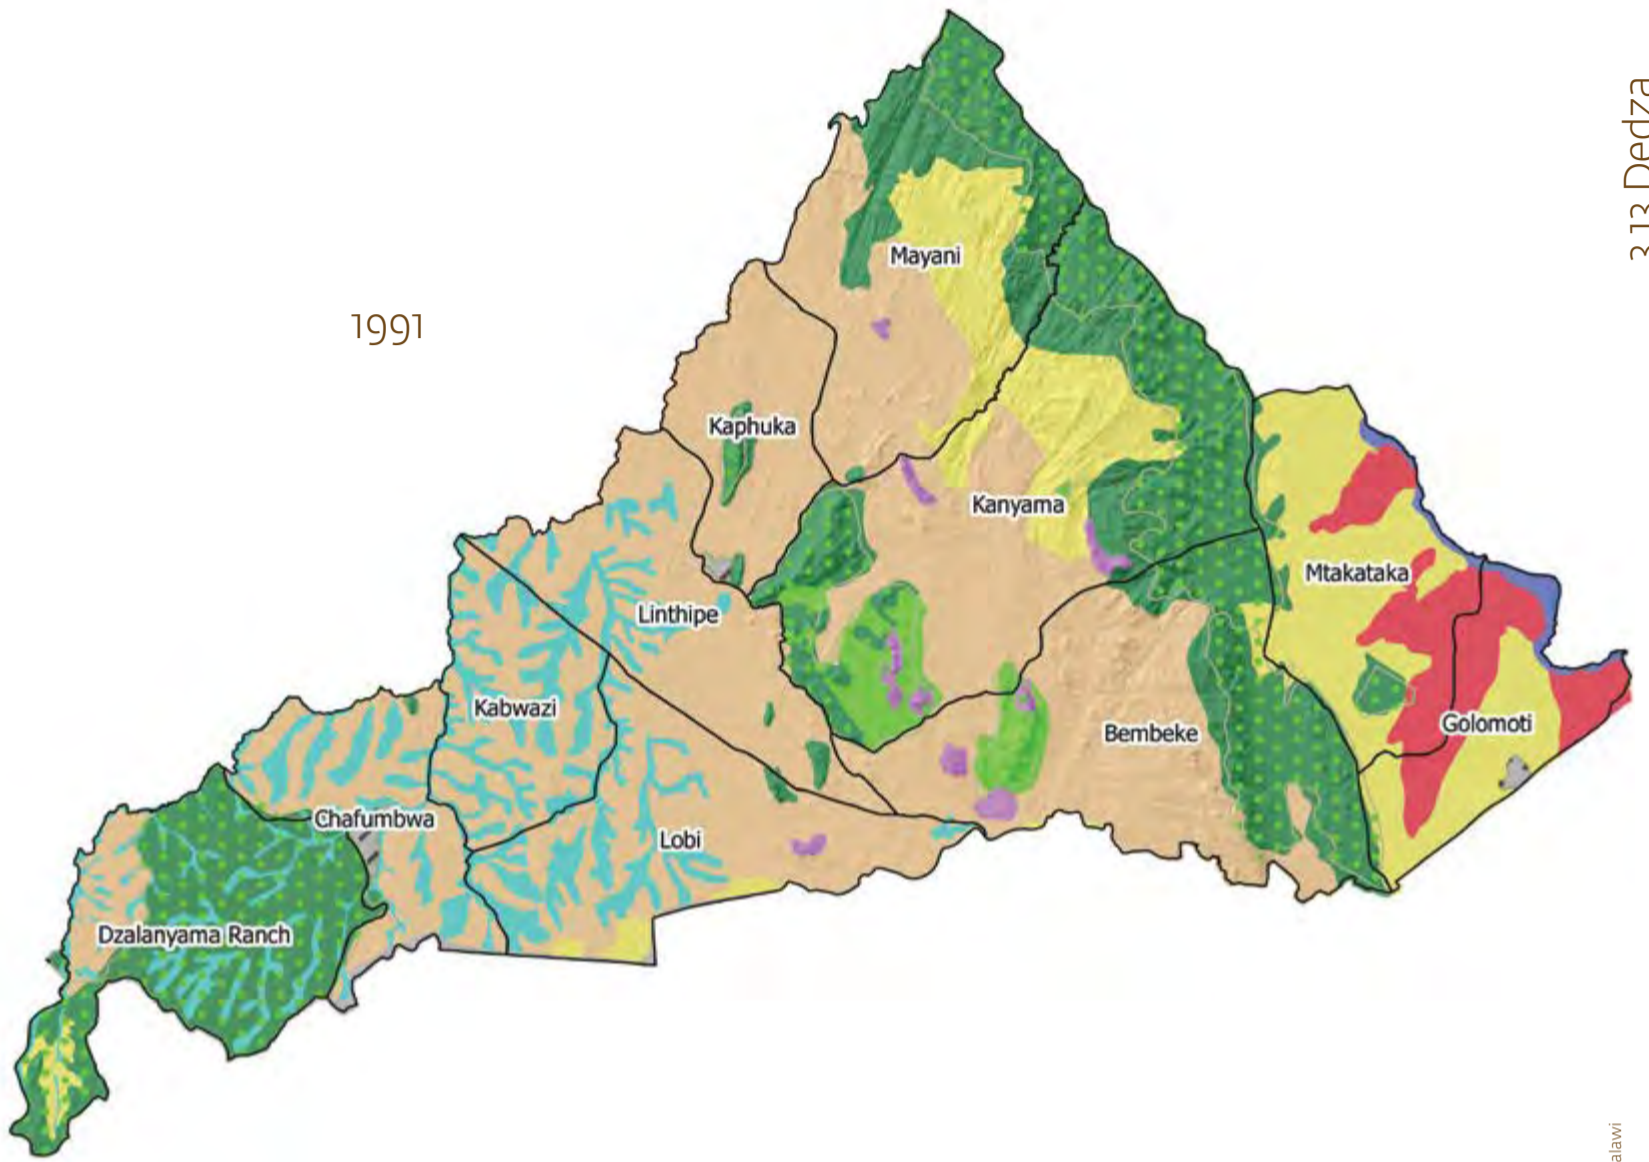 3.13 Dedza
Mayani
1991
Kaphuka
Kanyama
Mtakataka
Linthipe
Kabwazi
Golomoti
Bembeke
Chafumbwa
Lobi
Dzalanyama Ranch
alawi